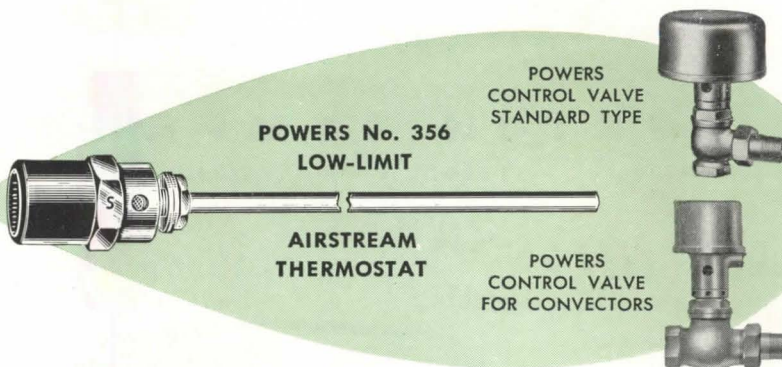 POWERS No. 356
LOW-LIMIT
AIRSTREAM
THERMOSTAT
POWERS
CONTROL VALVE
STANDARD TYPE
POWERS
CONTROL VALVE
FOR CONVECTORS
S